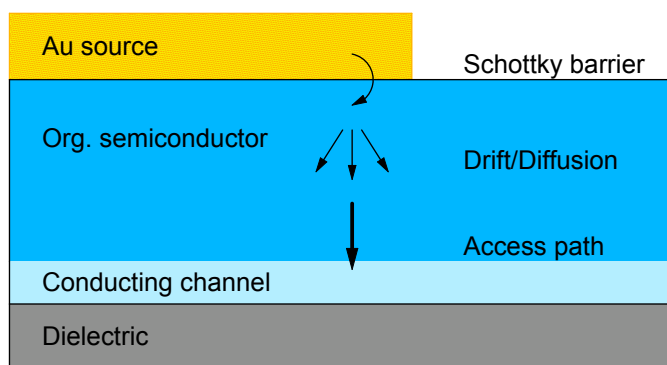 Au source
Schottky barrier
Org. semiconductor
Drift/Diffusion
Access path
Conducting channel
Dielectric